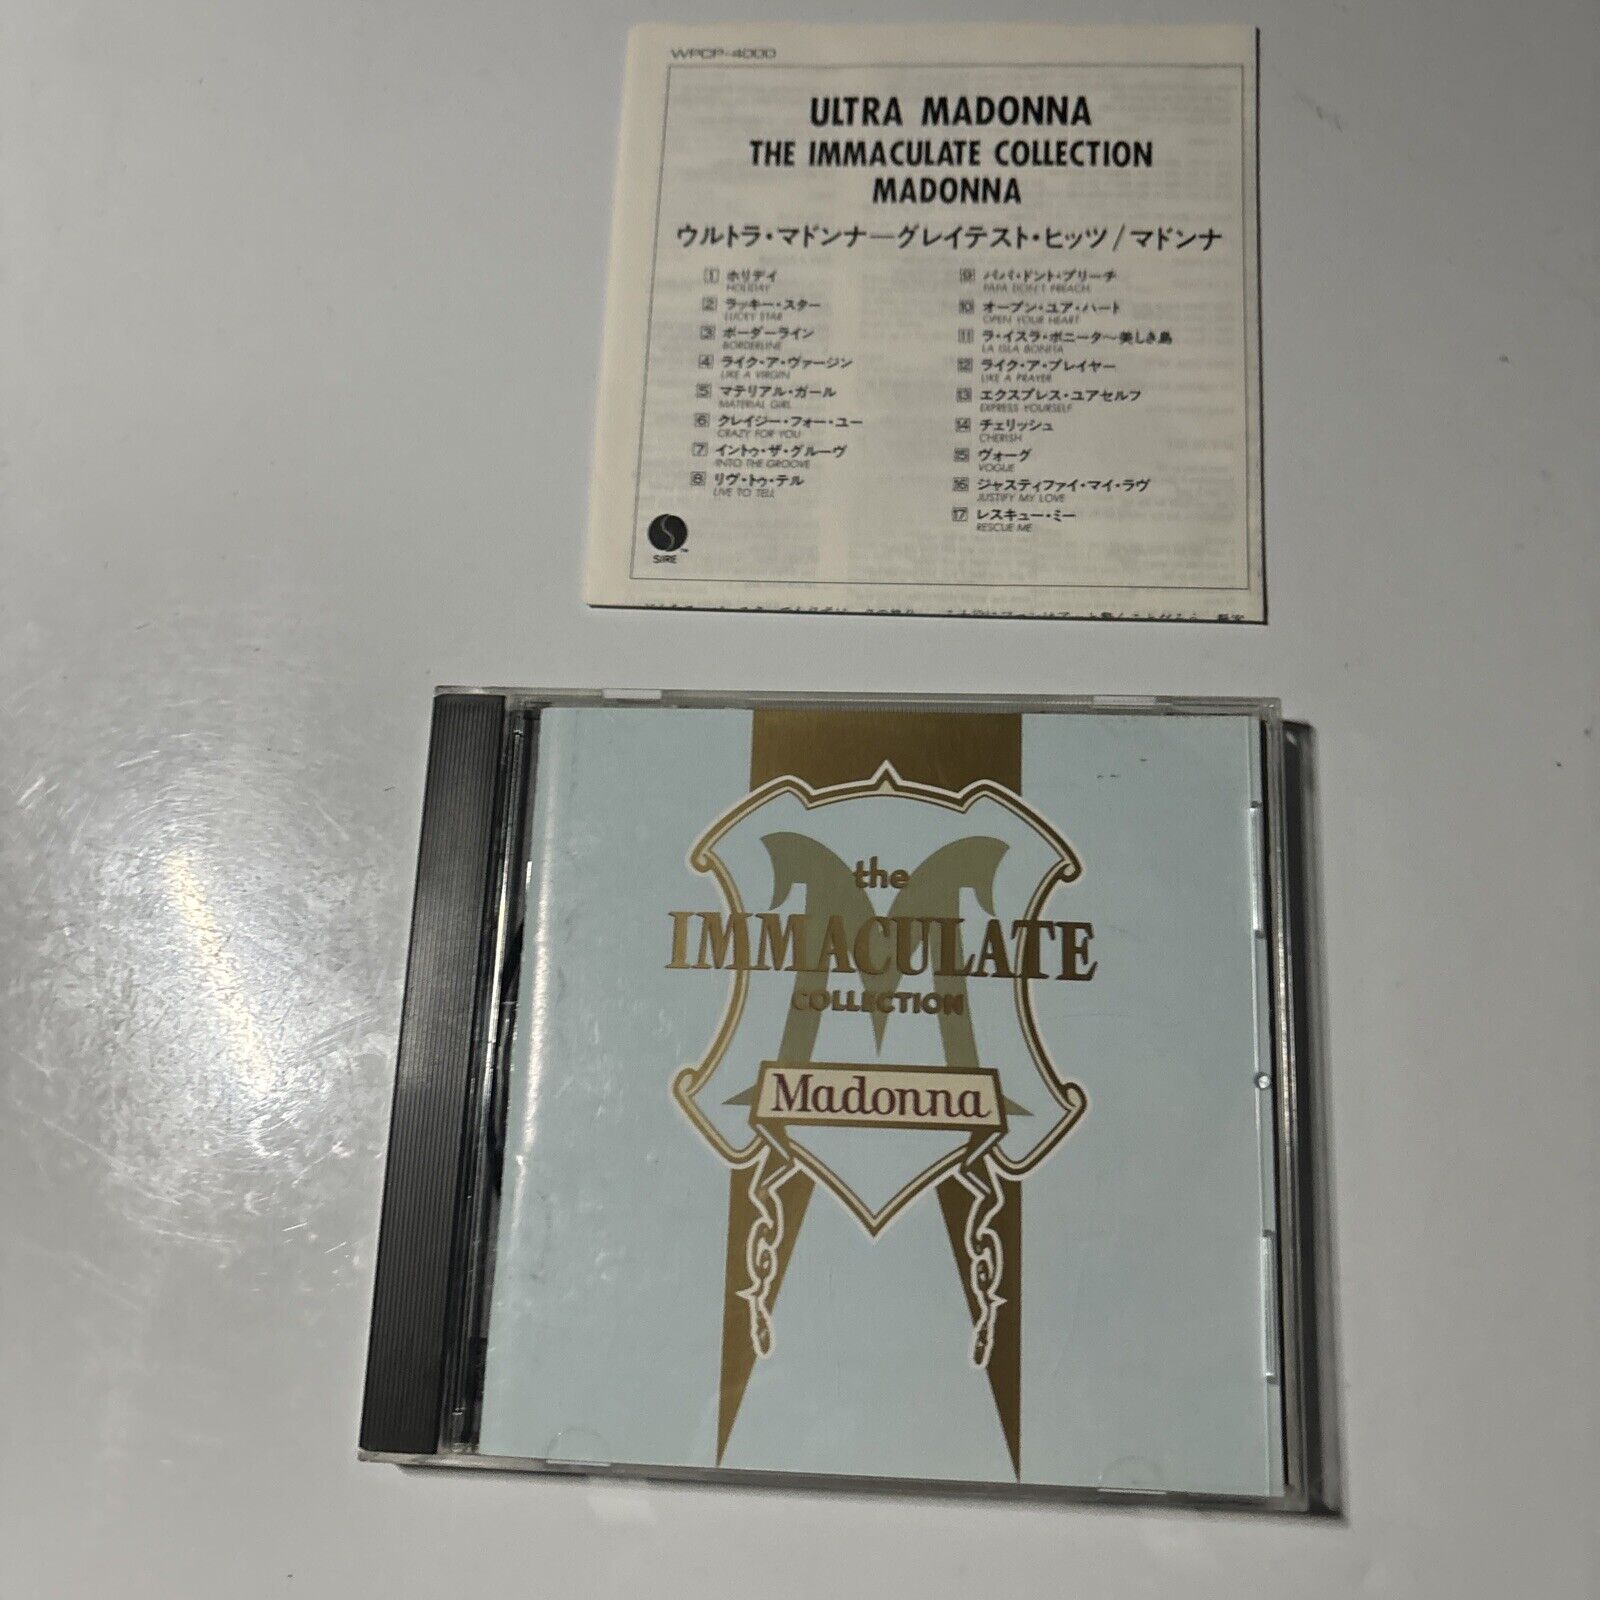 WPCP-4000
ULTRA MADONNA
THE IMMACULATE COLLECTION
MADONNA
ウルトラ・マドンナ―グレイテスト・ヒッツ/マドンナ
1 ホリデイ
HOLIDAY
2 ラッキー・スター
LUCKY STAR
3 ボーダーライン
BORDERLINE
4 ライク・ア・ヴァージン
LIKE A VIRGIN
5 マテリアル・ガール
MATERIAL GIRL
6 クレイジー・フォー・ユー
CRAZY FOR YOU
7 イントゥ・ザ・グルーヴ
INTO THE GROOVE
8 リヴ・トゥ・テル
LIVE TO TELL
9 パパ・ドント・プリーチ
PAPA DON'T PREACH
10 オープン・ユア・ハート
OPEN YOUR HEART
11 ラ・イスラ・ボニータ~美しき島
LA ISLA BONITA
12 ライク・ア・プレイヤー
LIKE A PRAYER
13 エクスプレス・ユアセルフ
EXPRESS YOURSELF
14 チェリッシュ
CHERISH
15 ヴォーグ
VOGUE
16 ジャスティファイ・マイ・ラヴ
JUSTIFY MY LOVE
17 レスキュー・ミー
RESCUE ME
SIRE™
the
IMMACULATE
COLLECTION
Madonna